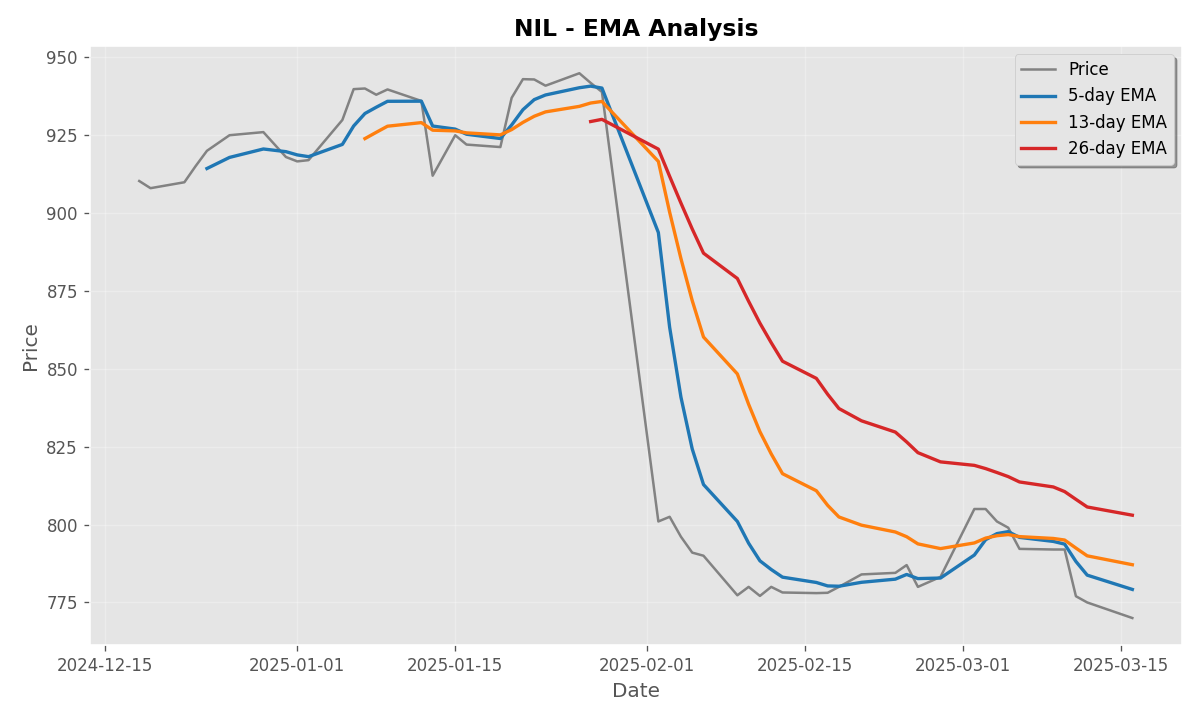 NIL - EMA Analysis
Price
5-day EMA
13-day EMA
26-day EMA
950
925
900
875
850
825
800
775
Price
2024-12-15
2025-01-01
2025-01-15
2025-02-01
2025-02-15
2025-03-01
2025-03-15
Date